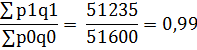 ∑p1q1 / ∑p0q0 = 51235 / 51600 = 0,99